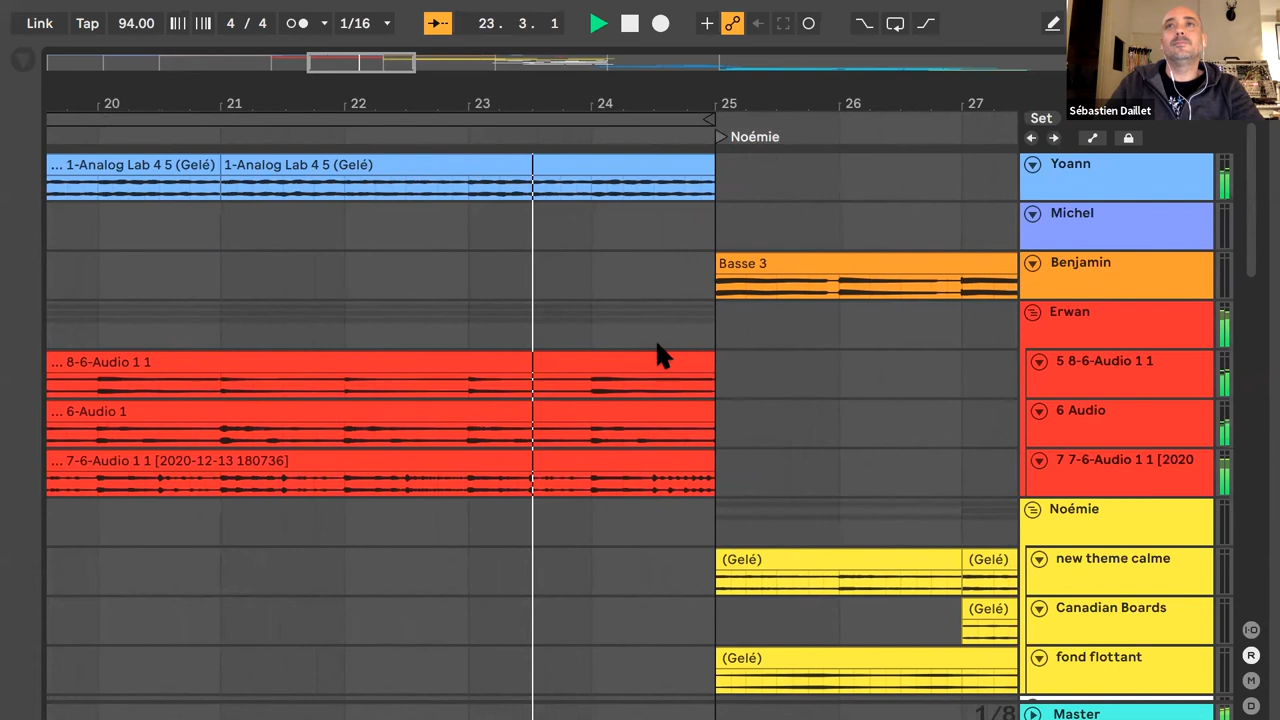 Link Tap 94.00 4 / 4 1/16 23. 3. 1
Sébastien Daillet
20 21 22 23 24 25 26 27
Set
Noémie
... 1-Analog Lab 4 5 (Gelé) 1-Analog Lab 4 5 (Gelé) Yoann
Michel
Basse 3 Benjamin
Erwan
... 8-6-Audio 1 1 5 8-6-Audio 1 1
... 6-Audio 1 6 Audio
... 7-6-Audio 1 1 [2020-12-13 180736] 7 7-6-Audio 1 1 [2020
Noémie
(Gelé) (Gelé) new theme calme
(Gelé) Canadian Boards
I·O
R
(Gelé) fond flottant
M
D
1/8 Master